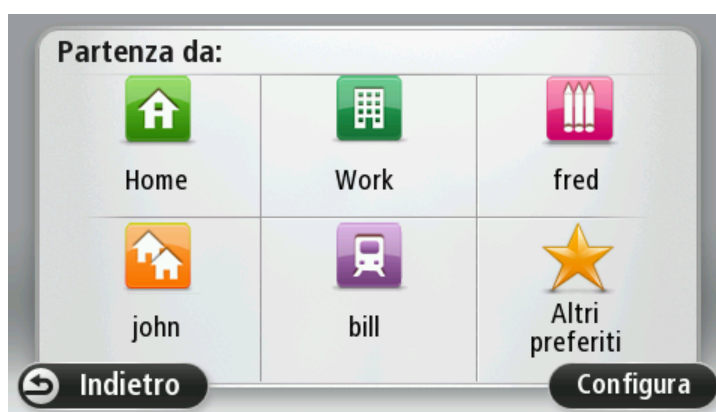 Partenza da:
Home
Work
fred
john
bill
Altri
preferiti
Indietro
Configura